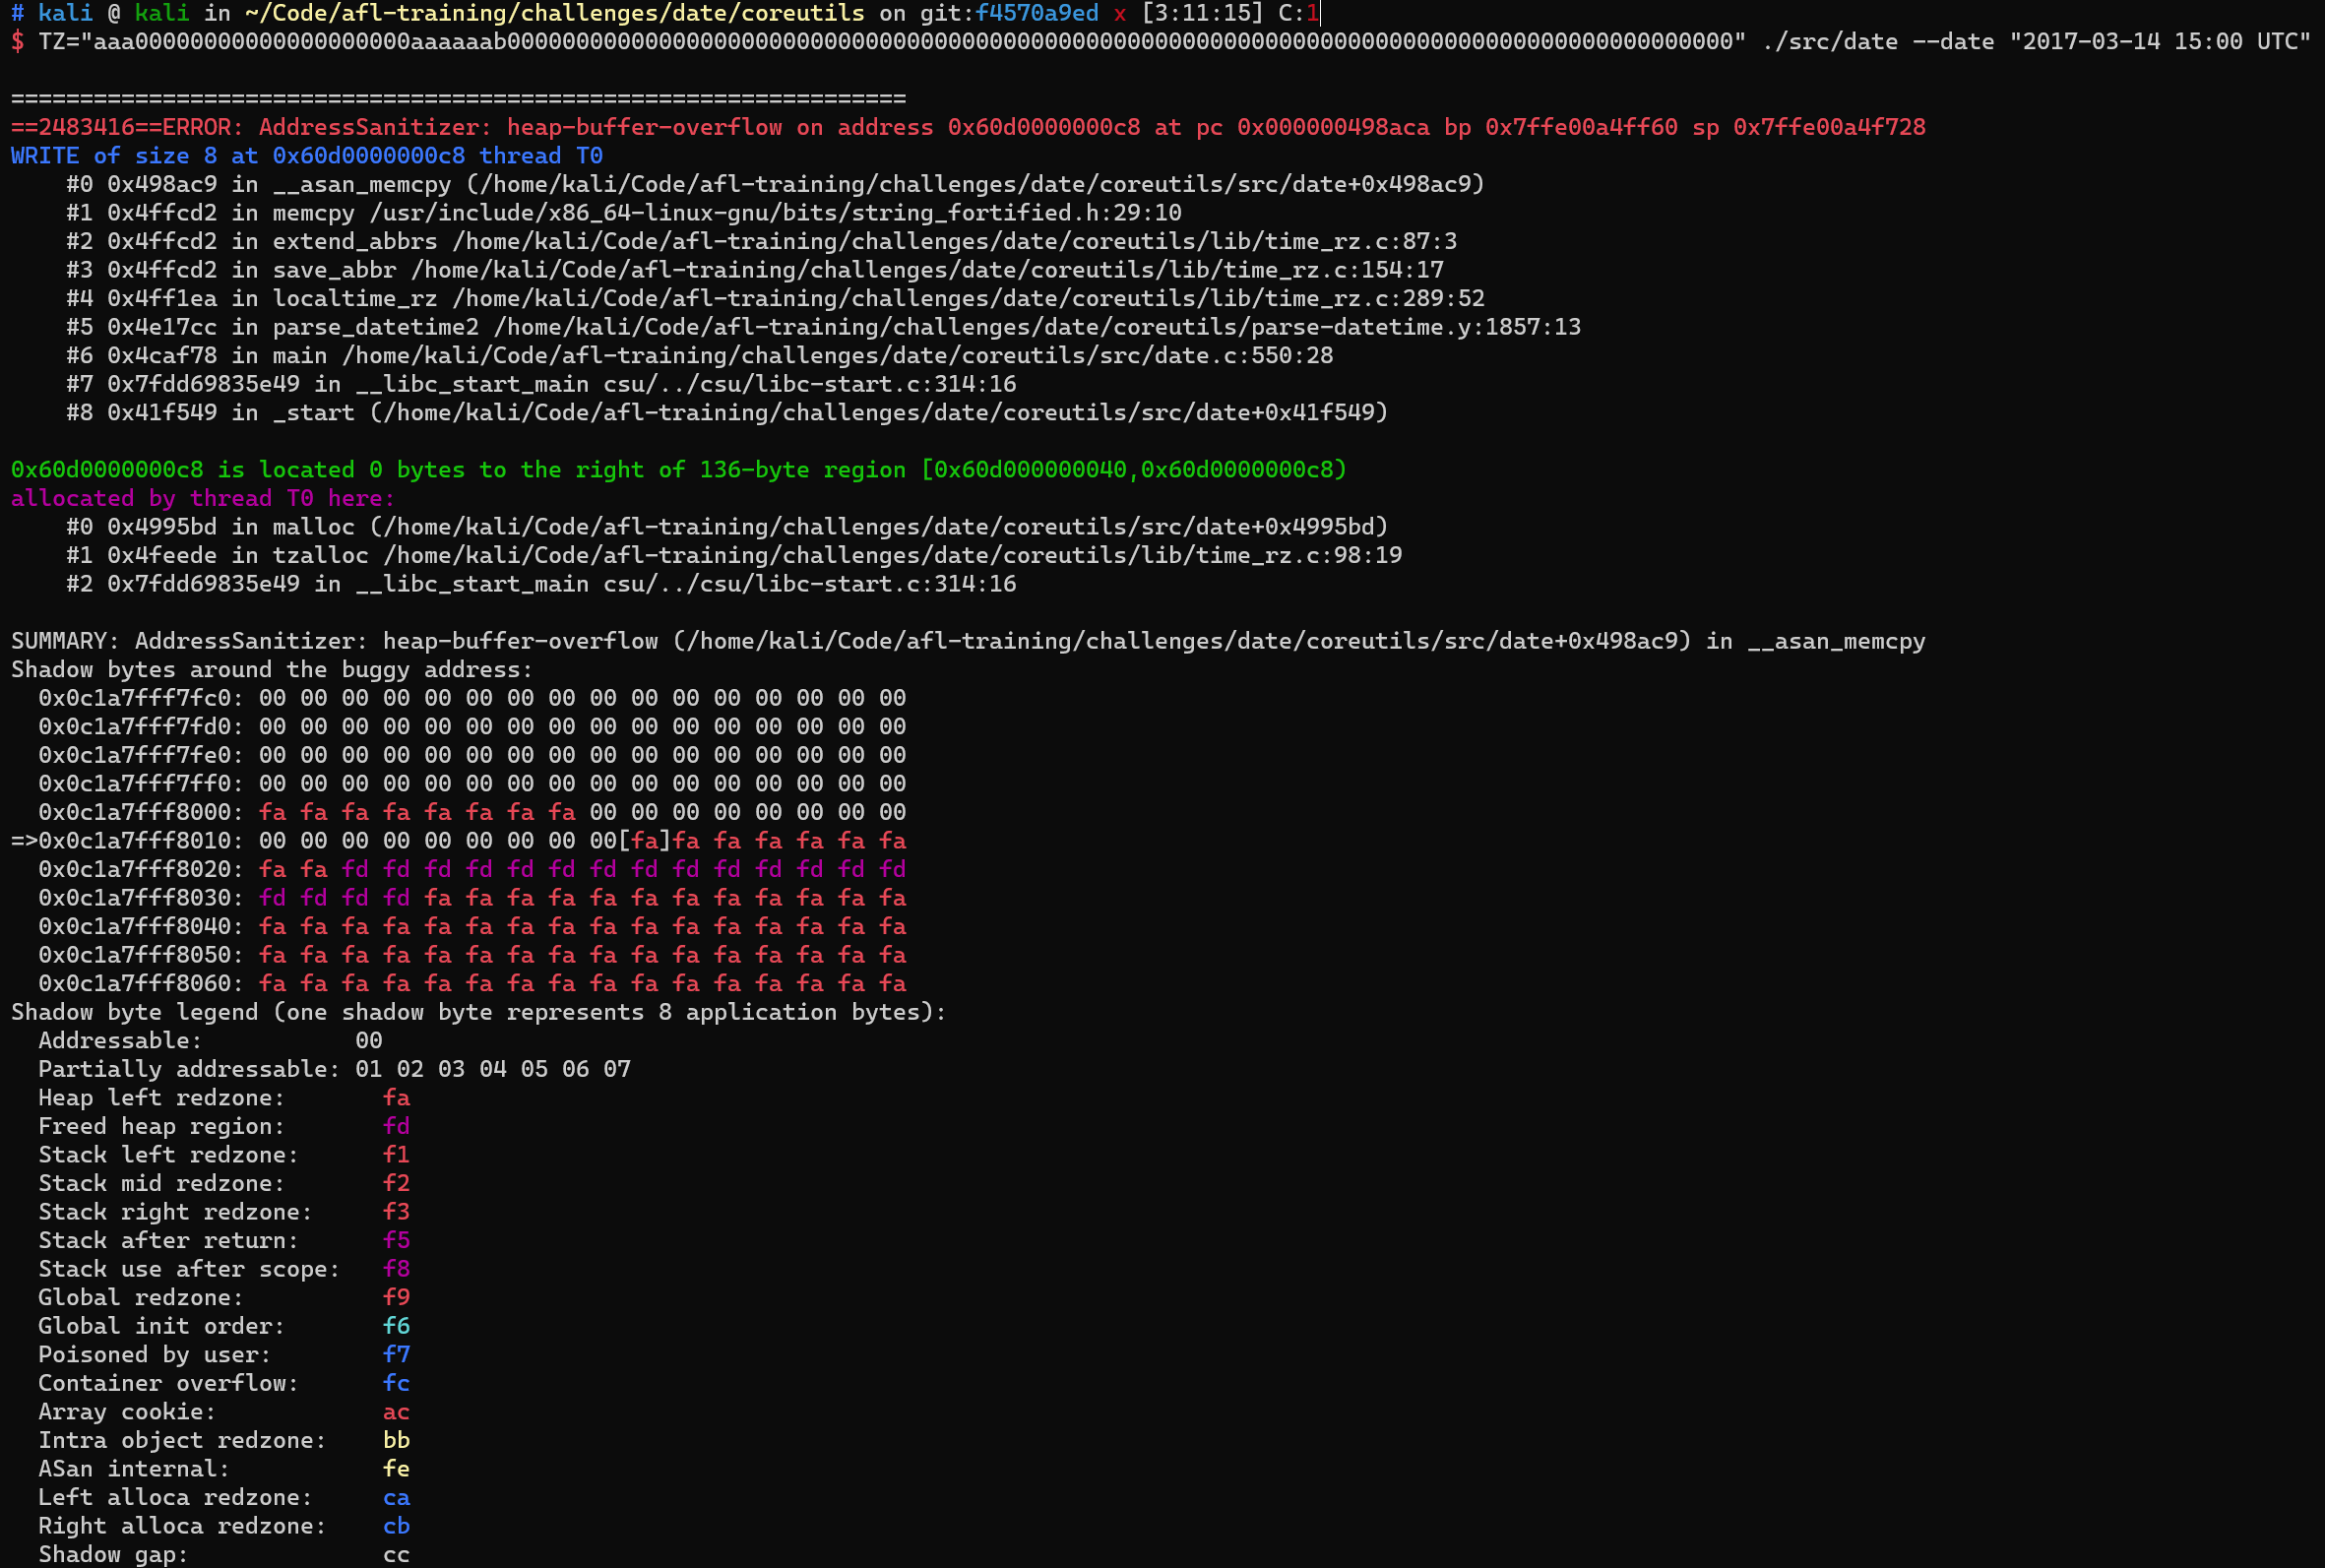 # kali @ kali in ~/Code/afl-training/challenges/date/coreutils on git:f4570a9ed x [3:11:15] C:1
$ TZ="aaa00000000000000000000aaaaaab00000000000000000000000000000000000000000000000000000000000000000000000000000000000000000" ./src/date --date "2017-03-14 15:00 UTC"
=================================================================
==2483416==ERROR: AddressSanitizer: heap-buffer-overflow on address 0x60d0000000c8 at pc 0x000000498aca bp 0x7ffe00a4ff60 sp 0x7ffe00a4f728
WRITE of size 8 at 0x60d0000000c8 thread T0
    #0 0x498ac9 in __asan_memcpy (/home/kali/Code/afl-training/challenges/date/coreutils/src/date+0x498ac9)
    #1 0x4ffcd2 in memcpy /usr/include/x86_64-linux-gnu/bits/string_fortified.h:29:10
    #2 0x4ffcd2 in extend_abbrs /home/kali/Code/afl-training/challenges/date/coreutils/lib/time_rz.c:87:3
    #3 0x4ffcd2 in save_abbr /home/kali/Code/afl-training/challenges/date/coreutils/lib/time_rz.c:154:17
    #4 0x4ff1ea in localtime_rz /home/kali/Code/afl-training/challenges/date/coreutils/lib/time_rz.c:289:52
    #5 0x4e17cc in parse_datetime2 /home/kali/Code/afl-training/challenges/date/coreutils/parse-datetime.y:1857:13
    #6 0x4caf78 in main /home/kali/Code/afl-training/challenges/date/coreutils/src/date.c:550:28
    #7 0x7fdd69835e49 in __libc_start_main csu/../csu/libc-start.c:314:16
    #8 0x41f549 in _start (/home/kali/Code/afl-training/challenges/date/coreutils/src/date+0x41f549)
0x60d0000000c8 is located 0 bytes to the right of 136-byte region [0x60d000000040,0x60d0000000c8)
allocated by thread T0 here:
    #0 0x4995bd in malloc (/home/kali/Code/afl-training/challenges/date/coreutils/src/date+0x4995bd)
    #1 0x4feede in tzalloc /home/kali/Code/afl-training/challenges/date/coreutils/lib/time_rz.c:98:19
    #2 0x7fdd69835e49 in __libc_start_main csu/../csu/libc-start.c:314:16
SUMMARY: AddressSanitizer: heap-buffer-overflow (/home/kali/Code/afl-training/challenges/date/coreutils/src/date+0x498ac9) in __asan_memcpy
Shadow bytes around the buggy address:
  0x0c1a7fff7fc0: 00 00 00 00 00 00 00 00 00 00 00 00 00 00 00 00
  0x0c1a7fff7fd0: 00 00 00 00 00 00 00 00 00 00 00 00 00 00 00 00
  0x0c1a7fff7fe0: 00 00 00 00 00 00 00 00 00 00 00 00 00 00 00 00
  0x0c1a7fff7ff0: 00 00 00 00 00 00 00 00 00 00 00 00 00 00 00 00
  0x0c1a7fff8000: fa fa fa fa fa fa fa fa 00 00 00 00 00 00 00 00
=>0x0c1a7fff8010: 00 00 00 00 00 00 00 00 00[fa]fa fa fa fa fa fa
  0x0c1a7fff8020: fa fa fd fd fd fd fd fd fd fd fd fd fd fd fd fd
  0x0c1a7fff8030: fd fd fd fd fa fa fa fa fa fa fa fa fa fa fa fa
  0x0c1a7fff8040: fa fa fa fa fa fa fa fa fa fa fa fa fa fa fa fa
  0x0c1a7fff8050: fa fa fa fa fa fa fa fa fa fa fa fa fa fa fa fa
  0x0c1a7fff8060: fa fa fa fa fa fa fa fa fa fa fa fa fa fa fa fa
Shadow byte legend (one shadow byte represents 8 application bytes):
  Addressable:           00
  Partially addressable: 01 02 03 04 05 06 07
  Heap left redzone:       fa
  Freed heap region:       fd
  Stack left redzone:      f1
  Stack mid redzone:       f2
  Stack right redzone:     f3
  Stack after return:      f5
  Stack use after scope:   f8
  Global redzone:          f9
  Global init order:       f6
  Poisoned by user:        f7
  Container overflow:      fc
  Array cookie:            ac
  Intra object redzone:    bb
  ASan internal:           fe
  Left alloca redzone:     ca
  Right alloca redzone:    cb
  Shadow gap:              cc